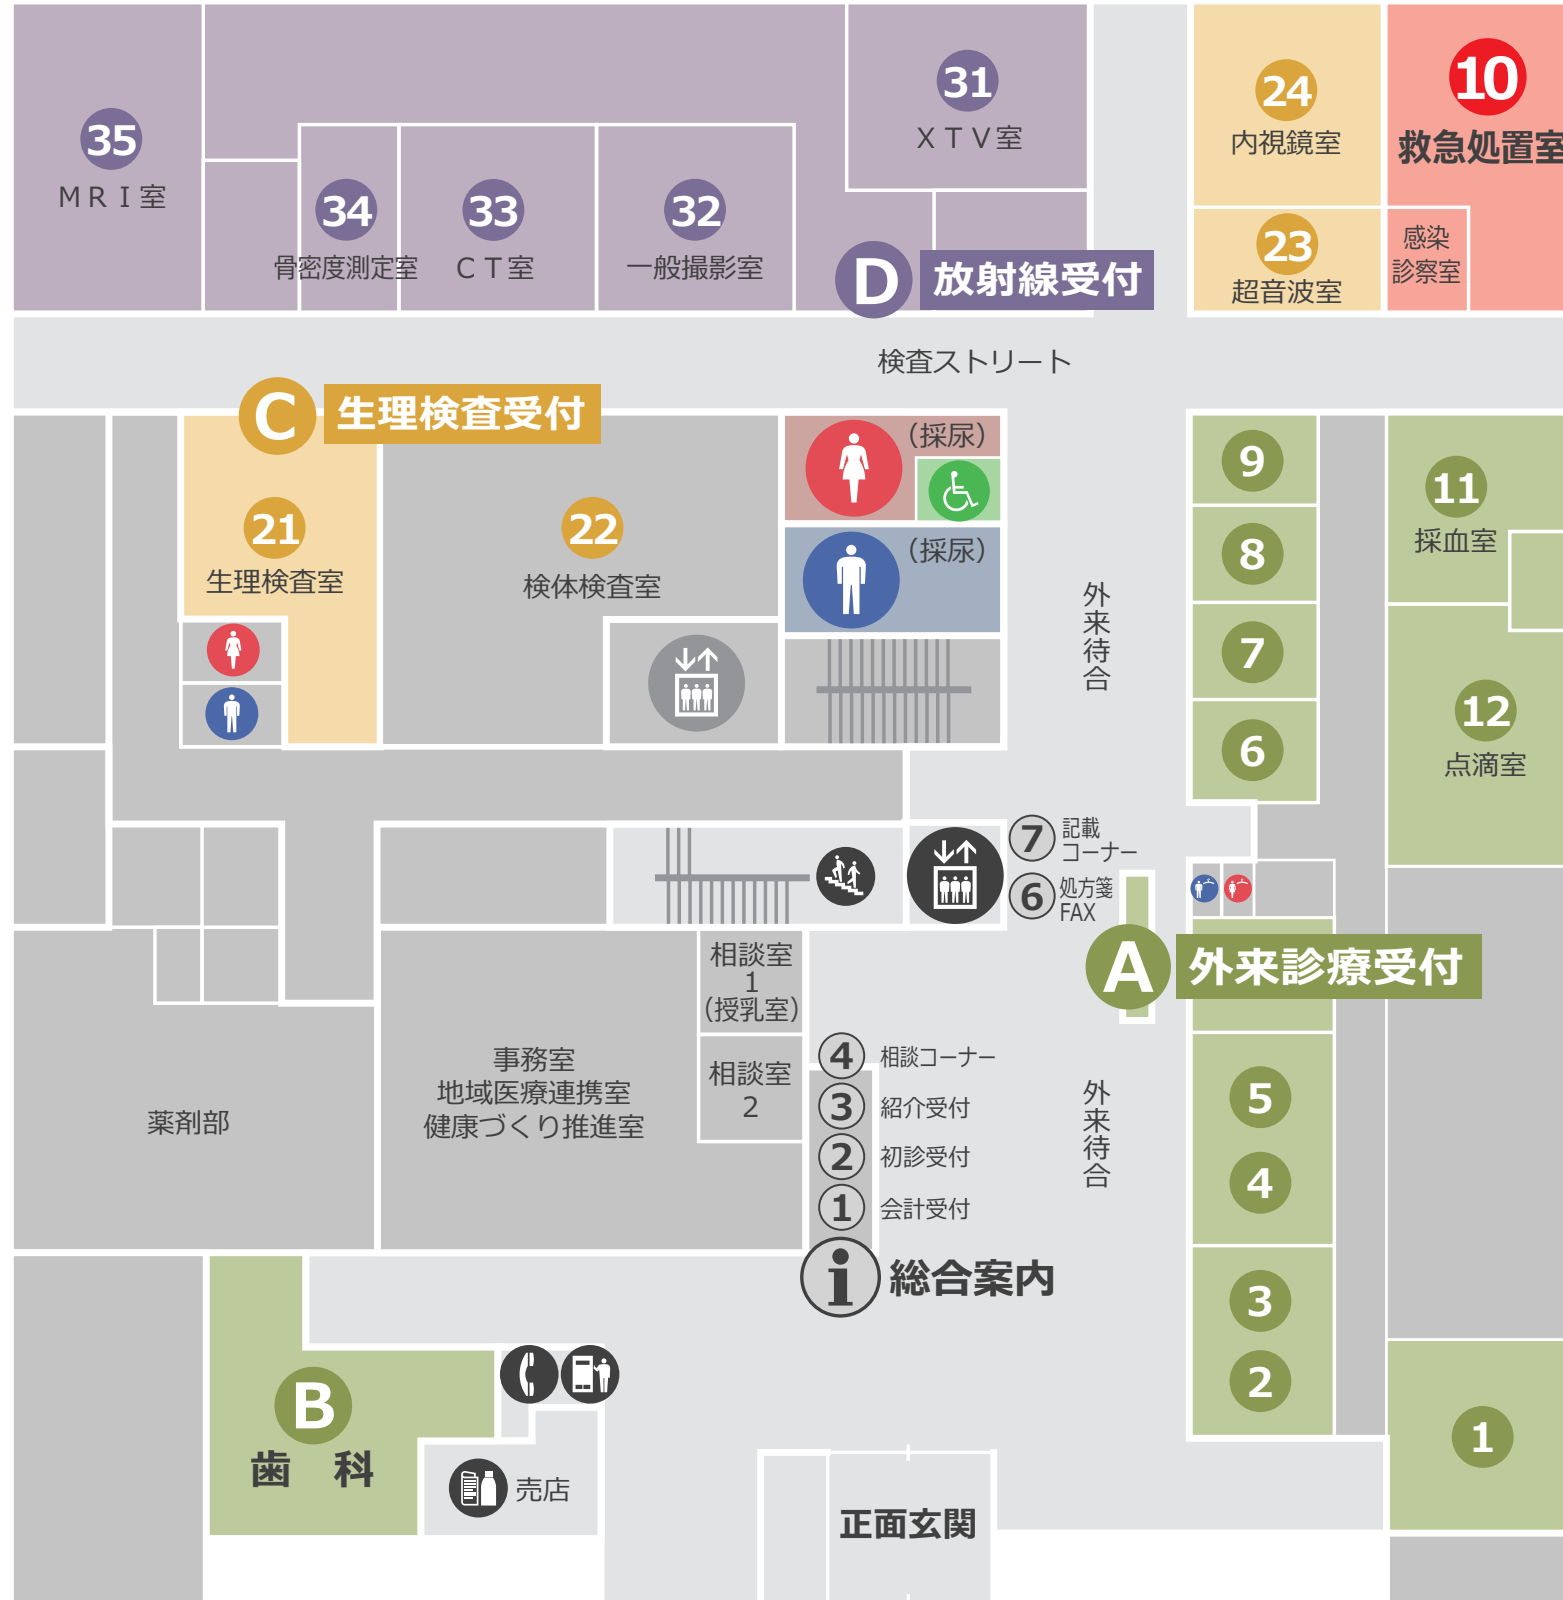 35
ＭＲＩ室
34
骨密度測定室
33
ＣＴ室
32
一般撮影室
31
ＸＴＶ室
D 放射線受付
24
内視鏡室
23
超音波室
10
救急処置室
感染
診察室
検査ストリート
C 生理検査受付
21
生理検査室
22
検体検査室
（採尿）
（採尿）
外来待合
9
8
7
6
11
採血室
12
点滴室
7 記載
コーナー
6 処方箋
FAX
A 外来診療受付
相談室
1
（授乳室）
相談室
2
事務室
地域医療連携室
健康づくり推進室
薬剤部
4 相談コーナー
3 紹介受付
2 初診受付
1 会計受付
i 総合案内
外来待合
5
4
3
2
1
B
歯　科
売店
正面玄関